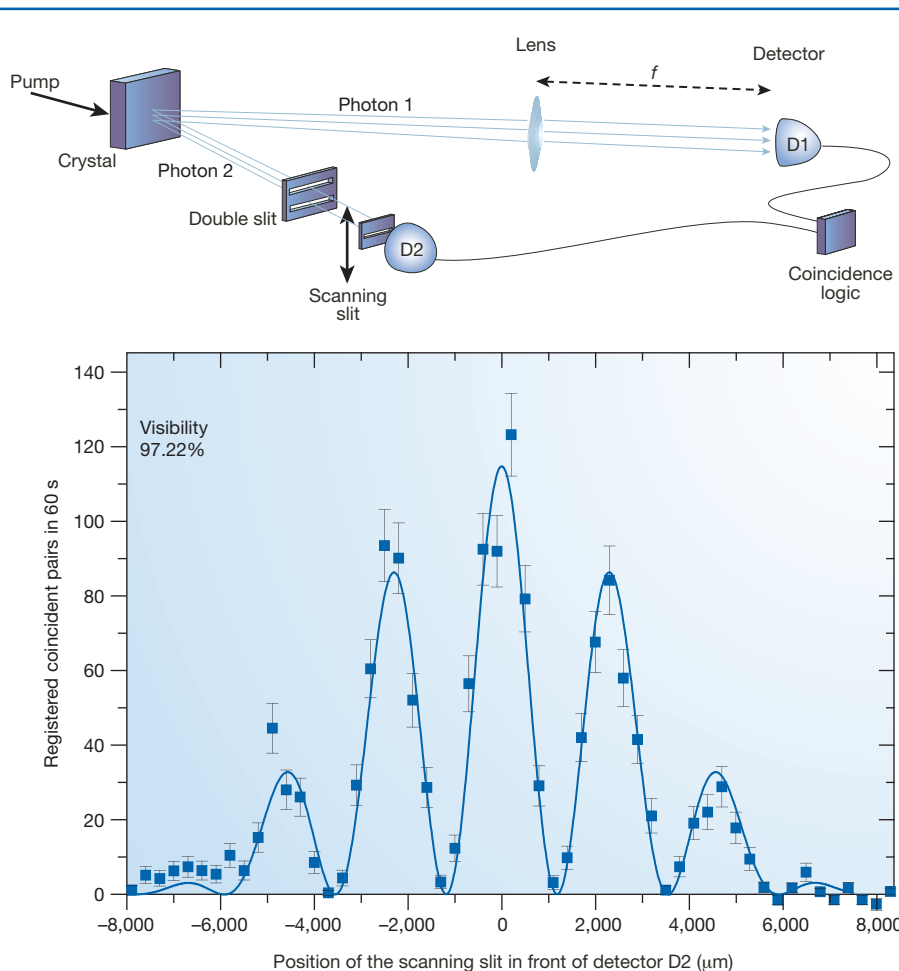 Lens
Detector
f
Pump
Photon 1
D1
Crystal
Photon 2
Double slit
D2
Scanning
slit
Coincidence
logic
140
120
100
80
60
40
20
0
Visibility
97.22%
Registered coincident pairs in 60 s
–8,000 –6,000 –4,000 –2,000 0 2,000 4,000 6,000 8,000
Position of the scanning slit in front of detector D2 (µm)